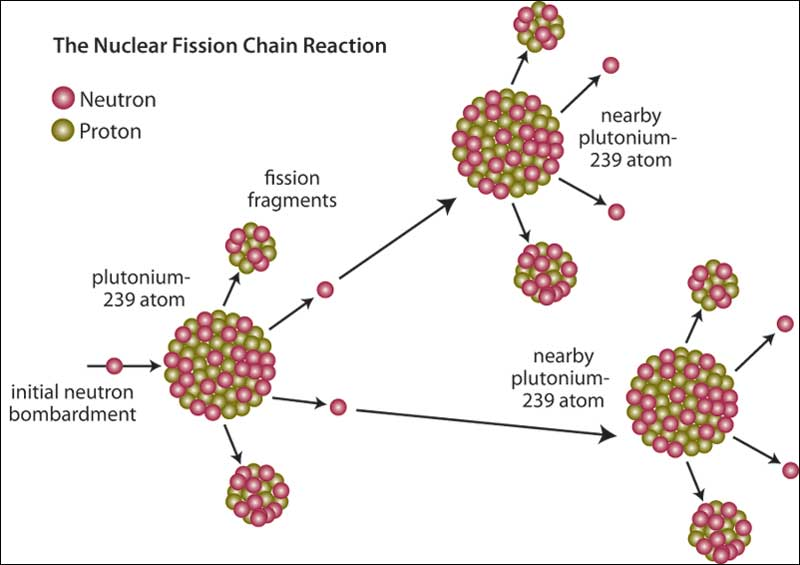 The Nuclear Fission Chain Reaction
Neutron
Proton
fission
fragments
nearby
plutonium-
239 atom
plutonium-
239 atom
initial neutron
bombardment
nearby
plutonium-
239 atom